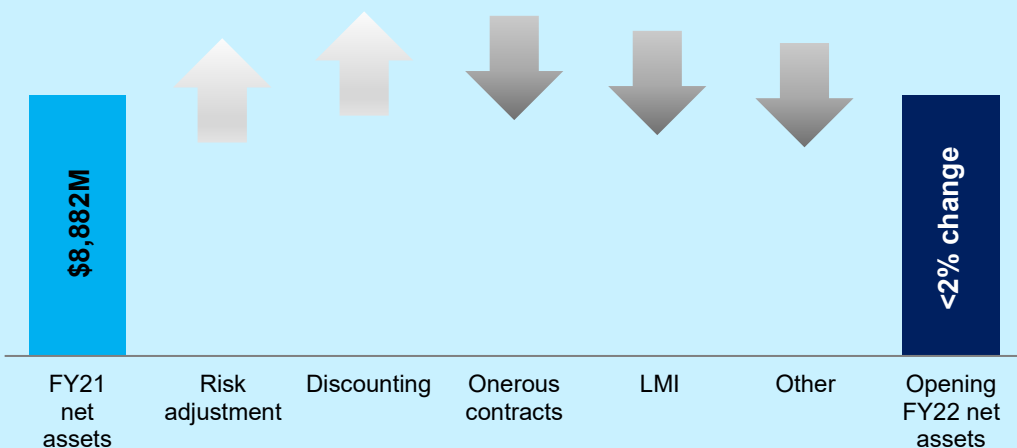 $8,882M
<2% change
FY21
net
assets
Risk
adjustment
Discounting
Onerous
contracts
LMI
Other
Opening
FY22 net
assets